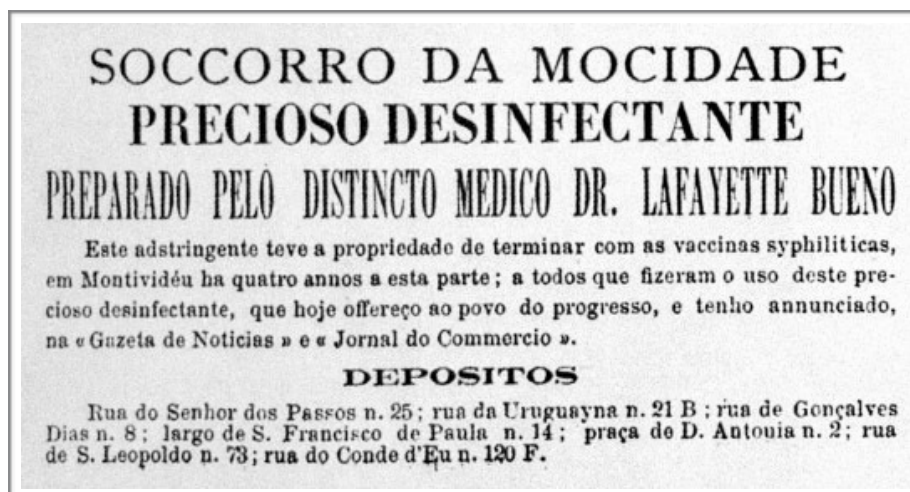 SOCCORRO DA MOCIDADE
PRECIOSO DESINFECTANTE
PREPARADO PELO DISTINCTO MEDICO DR. LAFAYETTE BUENO
Este adstringente teve a propriedade de terminar com as vaccinas syphiliticas,
em Montividéu ha quatro annos a esta parte; a todos que fizeram o uso deste pre-
cioso desinfectante, que hoje offereço ao povo do progresso, e tenho annunciado,
na « Gazeta de Noticias » e « Jornal do Commercio ».
DEPOSITOS
Rua do Senhor dos Passos n. 25; rua da Uruguayna n. 21 B; rua de Gonçalves
Dias n. 8; largo de S. Francisco de Paula n. 14; praça de D. Antonia n. 2; rua
de S. Leopoldo n. 73; rua do Conde d'Eu n. 120 F.